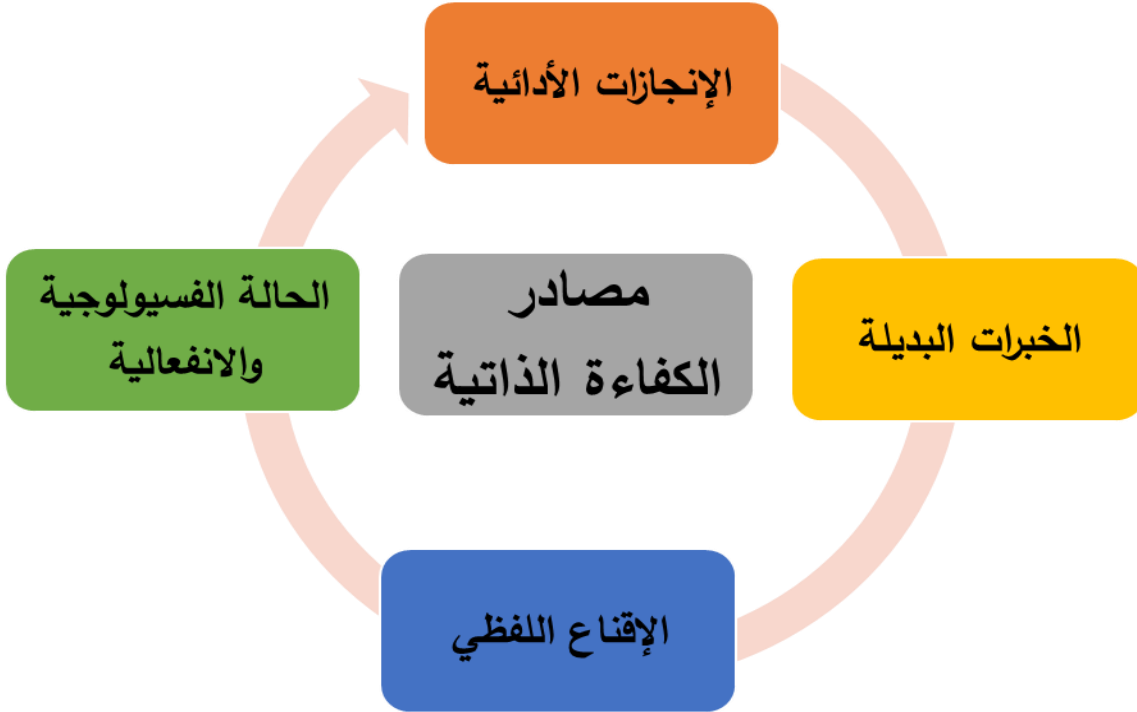 الإنجازات الأدائية
الخبرات البديلة
مصادر
الكفاءة الذاتية
الحالة الفسيولوجية
والانفعالية
الإقناع اللفظي